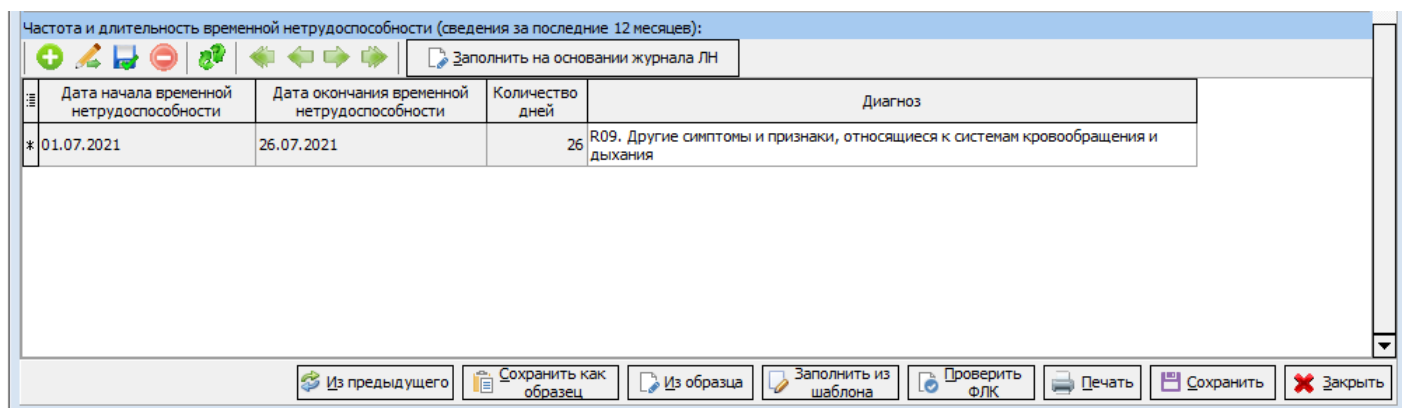 Частота и длительность временной нетрудоспособности (сведения за последние 12 месяцев):
Заполнить на основании журнала ЛН
Дата начала временной нетрудоспособности
Дата окончания временной нетрудоспособности
Количество дней
Диагноз
* 01.07.2021 26.07.2021 26 R09. Другие симптомы и признаки, относящиеся к системам кровообращения и
дыхания
Из предыдущего
Сохранить как
образец
Из образца
Заполнить из
шаблона
Проверить
ФЛК
Печать
Сохранить
Закрыть